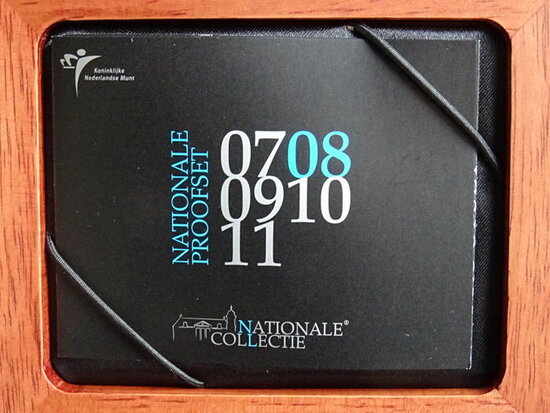 Koninklijke
Nederlandse Munt
NATIONALE
PROOFSET
0708
0910
11
NATIONALE®
COLLECTIE